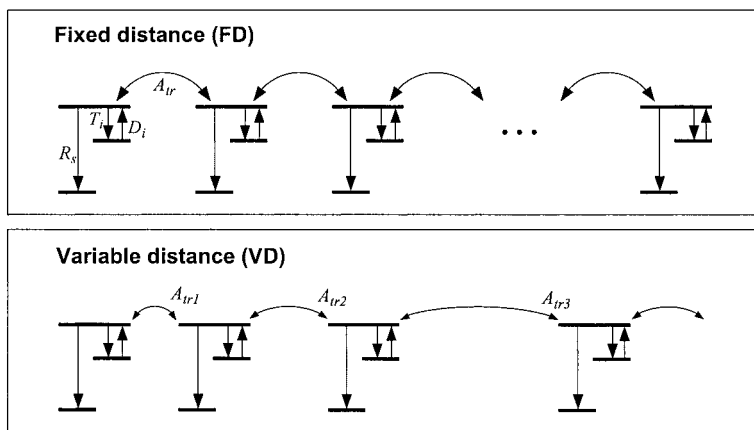 Fixed distance (FD)
A_tr
T_i
D_i
R_s
...
Variable distance (VD)
A_tr1
A_tr2
A_tr3